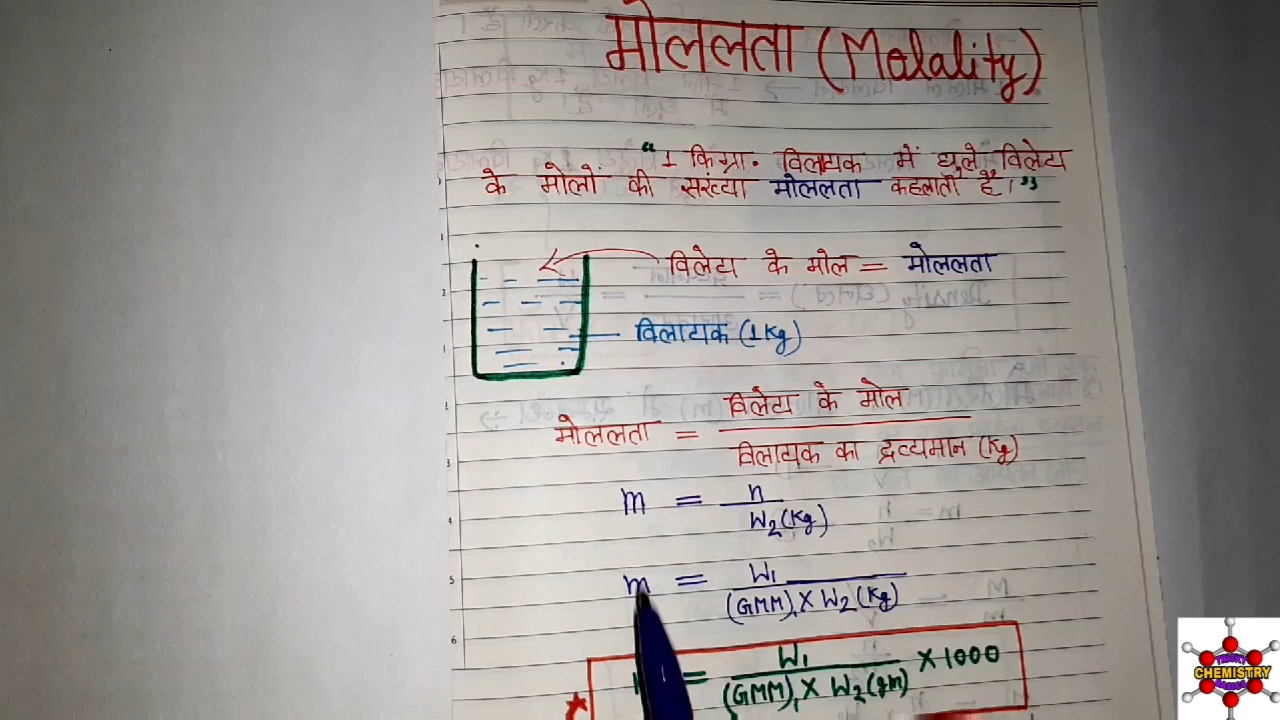 मोललता (Molality)
“1 कि.ग्रा. विलायक में घुले विलेय
के मोलों की संख्या मोललता कहलाती है।”
विलेय के मोल = मोललता
विलायक (1Kg)
मोललता = विलेय के मोल / विलायक का द्रव्यमान (Kg)
m = n / W₂(Kg)
m = W₁ / (GMM)₁ × W₂(Kg)
= W₁ / (GMM)₁ × W₂(gm) × 1000
CHEMISTRY